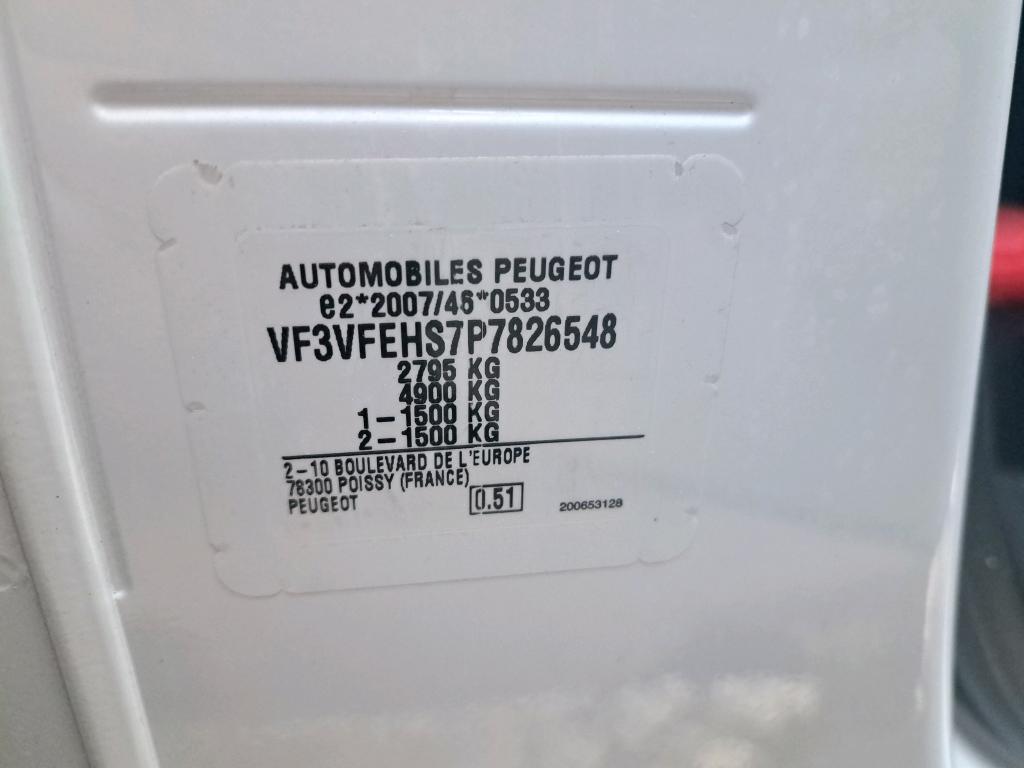 AUTOMOBILES PEUGEOT
e2*2007/46*0533
VF3VFEHS7P7826548
2795 KG
4900 KG
1-1500 KG
2-1500 KG
2-10 BOULEVARD DE L'EUROPE
78300 POISSY (FRANCE)
PEUGEOT 0.51 200653128